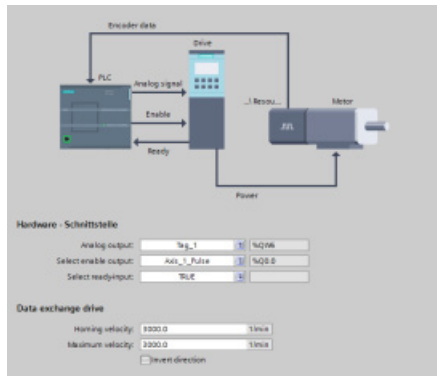 Encoder data
Drive
PLC
Analog signal
...\ Resou...
Motor
Enable
Ready
Power
Hardware - Schnittstelle
Analog output: Tag_1 %QW6
Select enable output: Axis_1_Pulse %Q0.0
Select ready-input: TRUE
Data exchange drive
Homing velocity: 3000.0 1/min
Maximum velocity: 3000.0 1/min
Invert direction